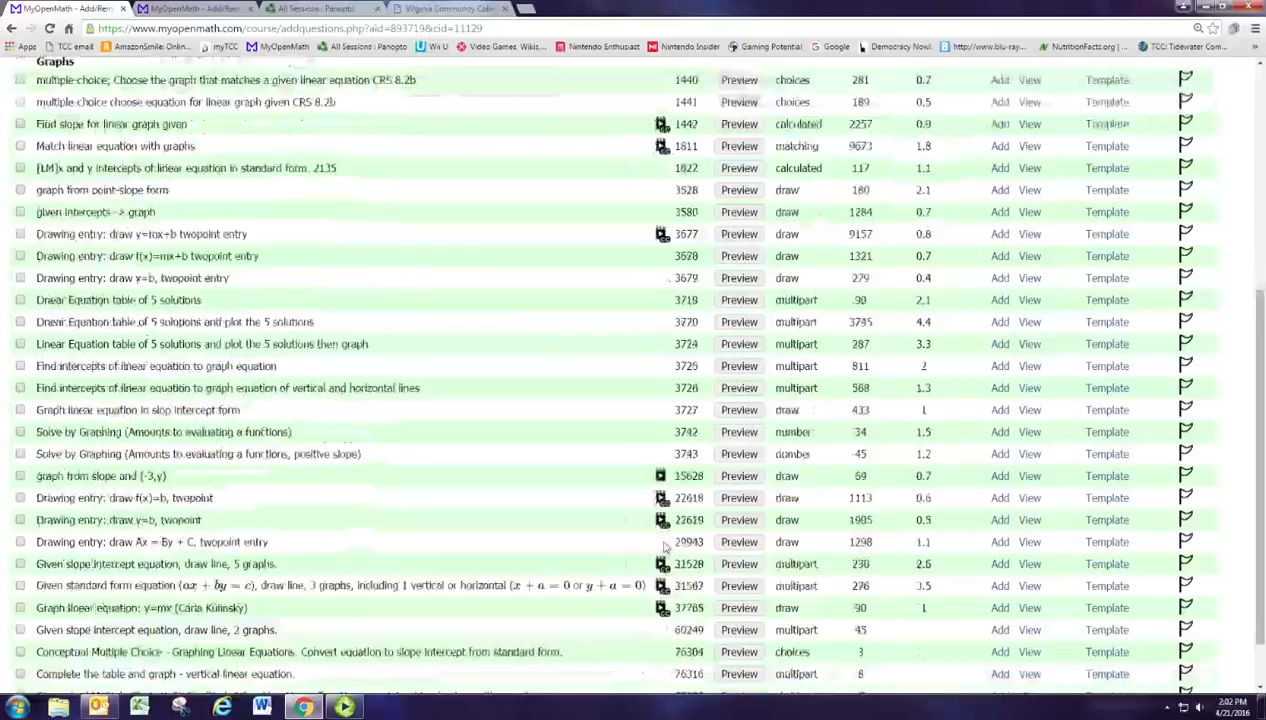 MyOpenMath - Add/Rem MyOpenMath - Add/Rem All Sessions: Panopto Virginia Community Colleg
https://www.myopenmath.com/course/addquestions.php?aid=893719&cid=11129
Apps TCC email AmazonSmile: Onlin... myTCC MyOpenMath All Sessions: Panopto Wii U Video Games, Wikis,... Nintendo Enthusiast Nintendo Insider Gaming Potential Google Democracy Now! http://www.blu-ray... NutritionFacts.org |... TCC: Tidewater Com...
Graphs
multiple-choice; Choose the graph that matches a given linear equation CRS 8.2b 1440 Preview choices 281 0.7 Add View Template
multiple choice choose equation for linear graph given CRS 8.2b 1441 Preview choices 189 0.5 Add View Template
Find slope for linear graph given 1442 Preview calculated 2257 0.9 Add View Template
Match linear equation with graphs 1811 Preview matching 9673 1.8 Add View Template
[LM]x and y intercepts of linear equation in standard form, 2135 1822 Preview calculated 117 1.1 Add View Template
graph from point-slope form 3528 Preview draw 180 2.1 Add View Template
given intercepts -> graph 3580 Preview draw 1284 0.7 Add View Template
Drawing entry: draw y=mx+b twopoint entry 3677 Preview draw 9157 0.8 Add View Template
Drawing entry: draw f(x)=mx+b twopoint entry 3678 Preview draw 1321 0.7 Add View Template
Drawing entry: draw x=b, twopoint entry 3679 Preview draw 279 0.4 Add View Template
Equation table of 5 solutions 3719 Preview multipart 2.1 Add View Template
Equation table of 5 solutions and plot the 5 solutions Preview multipart 3745 4.4 Add View Template
Linear Equation table of 5 solutions and plot the 5 solutions then graph 3724 Preview multipart 287 3.3 Add View Template
Find intercepts of linear equation to graph equation 3725 Preview multipart 811 2 Add View Template
Find intercepts of linear equation to graph equation of vertical and horizontal lines 3726 Preview multipart 568 1.3 Add View Template
Graph linear equation in slop intercept form 3727 Preview draw 433 1 Add View Template
Solve by Graphing (Amounts to evaluating a functions) 3742 Preview number 34 1.5 Add View Template
Solve by Graphing (Amounts to evaluating a functions, positive slope) 3743 Preview number 45 1.2 Add View Template
graph from slope and (-3,y) 15628 Preview draw 69 0.7 Add View Template
Drawing entry: draw f(x)=b, twopoint 22618 Preview draw 1113 0.6 Add View Template
Drawing entry: draw y=b, twopoint 22619 Preview draw 1905 0.5 Add View Template
Drawing entry: draw Ax = By + C, twopoint entry 29943 Preview draw 1298 1.1 Add View Template
Given slope intercept equation, draw line, 5 graphs. 31528 Preview multipart 230 2.6 Add View Template
Given standard form equation (ax + by = c), draw line, 3 graphs, including 1 vertical or horizontal (x + a = 0 or y + a = 0) 31562 Preview multipart 276 3.5 Add View Template
Graph linear equation: y=mx (Carla Kulinsky) 37765 Preview draw 90 1 Add View Template
Given slope intercept equation, draw line, 2 graphs. 60249 Preview multipart 45 Add View Template
Conceptual Multiple Choice - Graphing Linear Equations. Convert equation to slope intercept from standard form. 76304 Preview choices 3 Add View Template
Complete the table and graph - vertical linear equation. 76316 Preview multipart 8 Add View Template
2:02 PM
4/21/2016